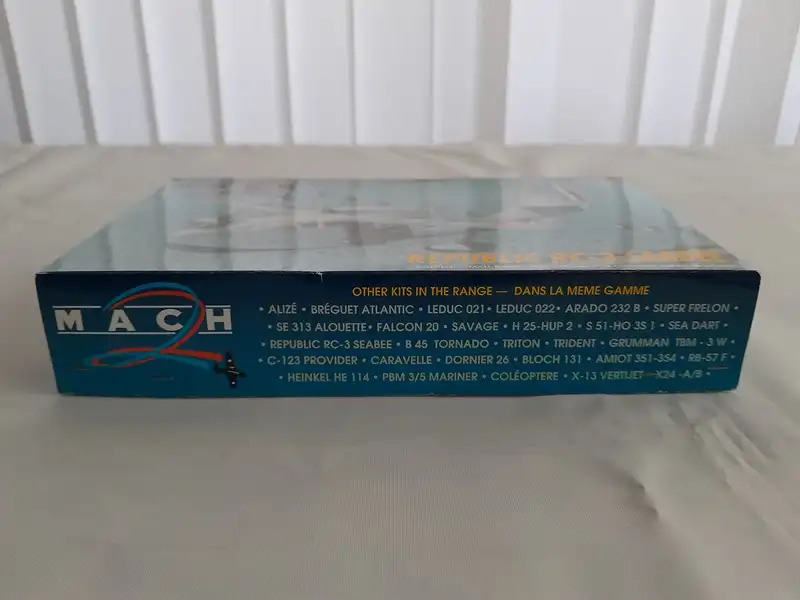 REPUBLIC RC-3 SEABEE
MACH
2
OTHER KITS IN THE RANGE — DANS LA MEME GAMME
• ALIZÉ • BRÉGUET ATLANTIC • LEDUC 021 • LEDUC 022 • ARADO 232 B • SUPER FRELON •
• SE 313 ALOUETTE • FALCON 20 • SAVAGE • H 25-HUP 2 • S 51-HO 3S 1 • SEA DART •
• REPUBLIC RC-3 SEABEE • B 45 TORNADO • TRITON • TRIDENT • GRUMMAN TBM - 3 W •
• C-123 PROVIDER • CARAVELLE • DORNIER 26 • BLOCH 131 • AMIOT 351-354 • RB-57 F •
• HEINKEL HE 114 • PBM 3/5 MARINER • COLÉOPTERE • X-13 VERTIJET - X24 -A/B •